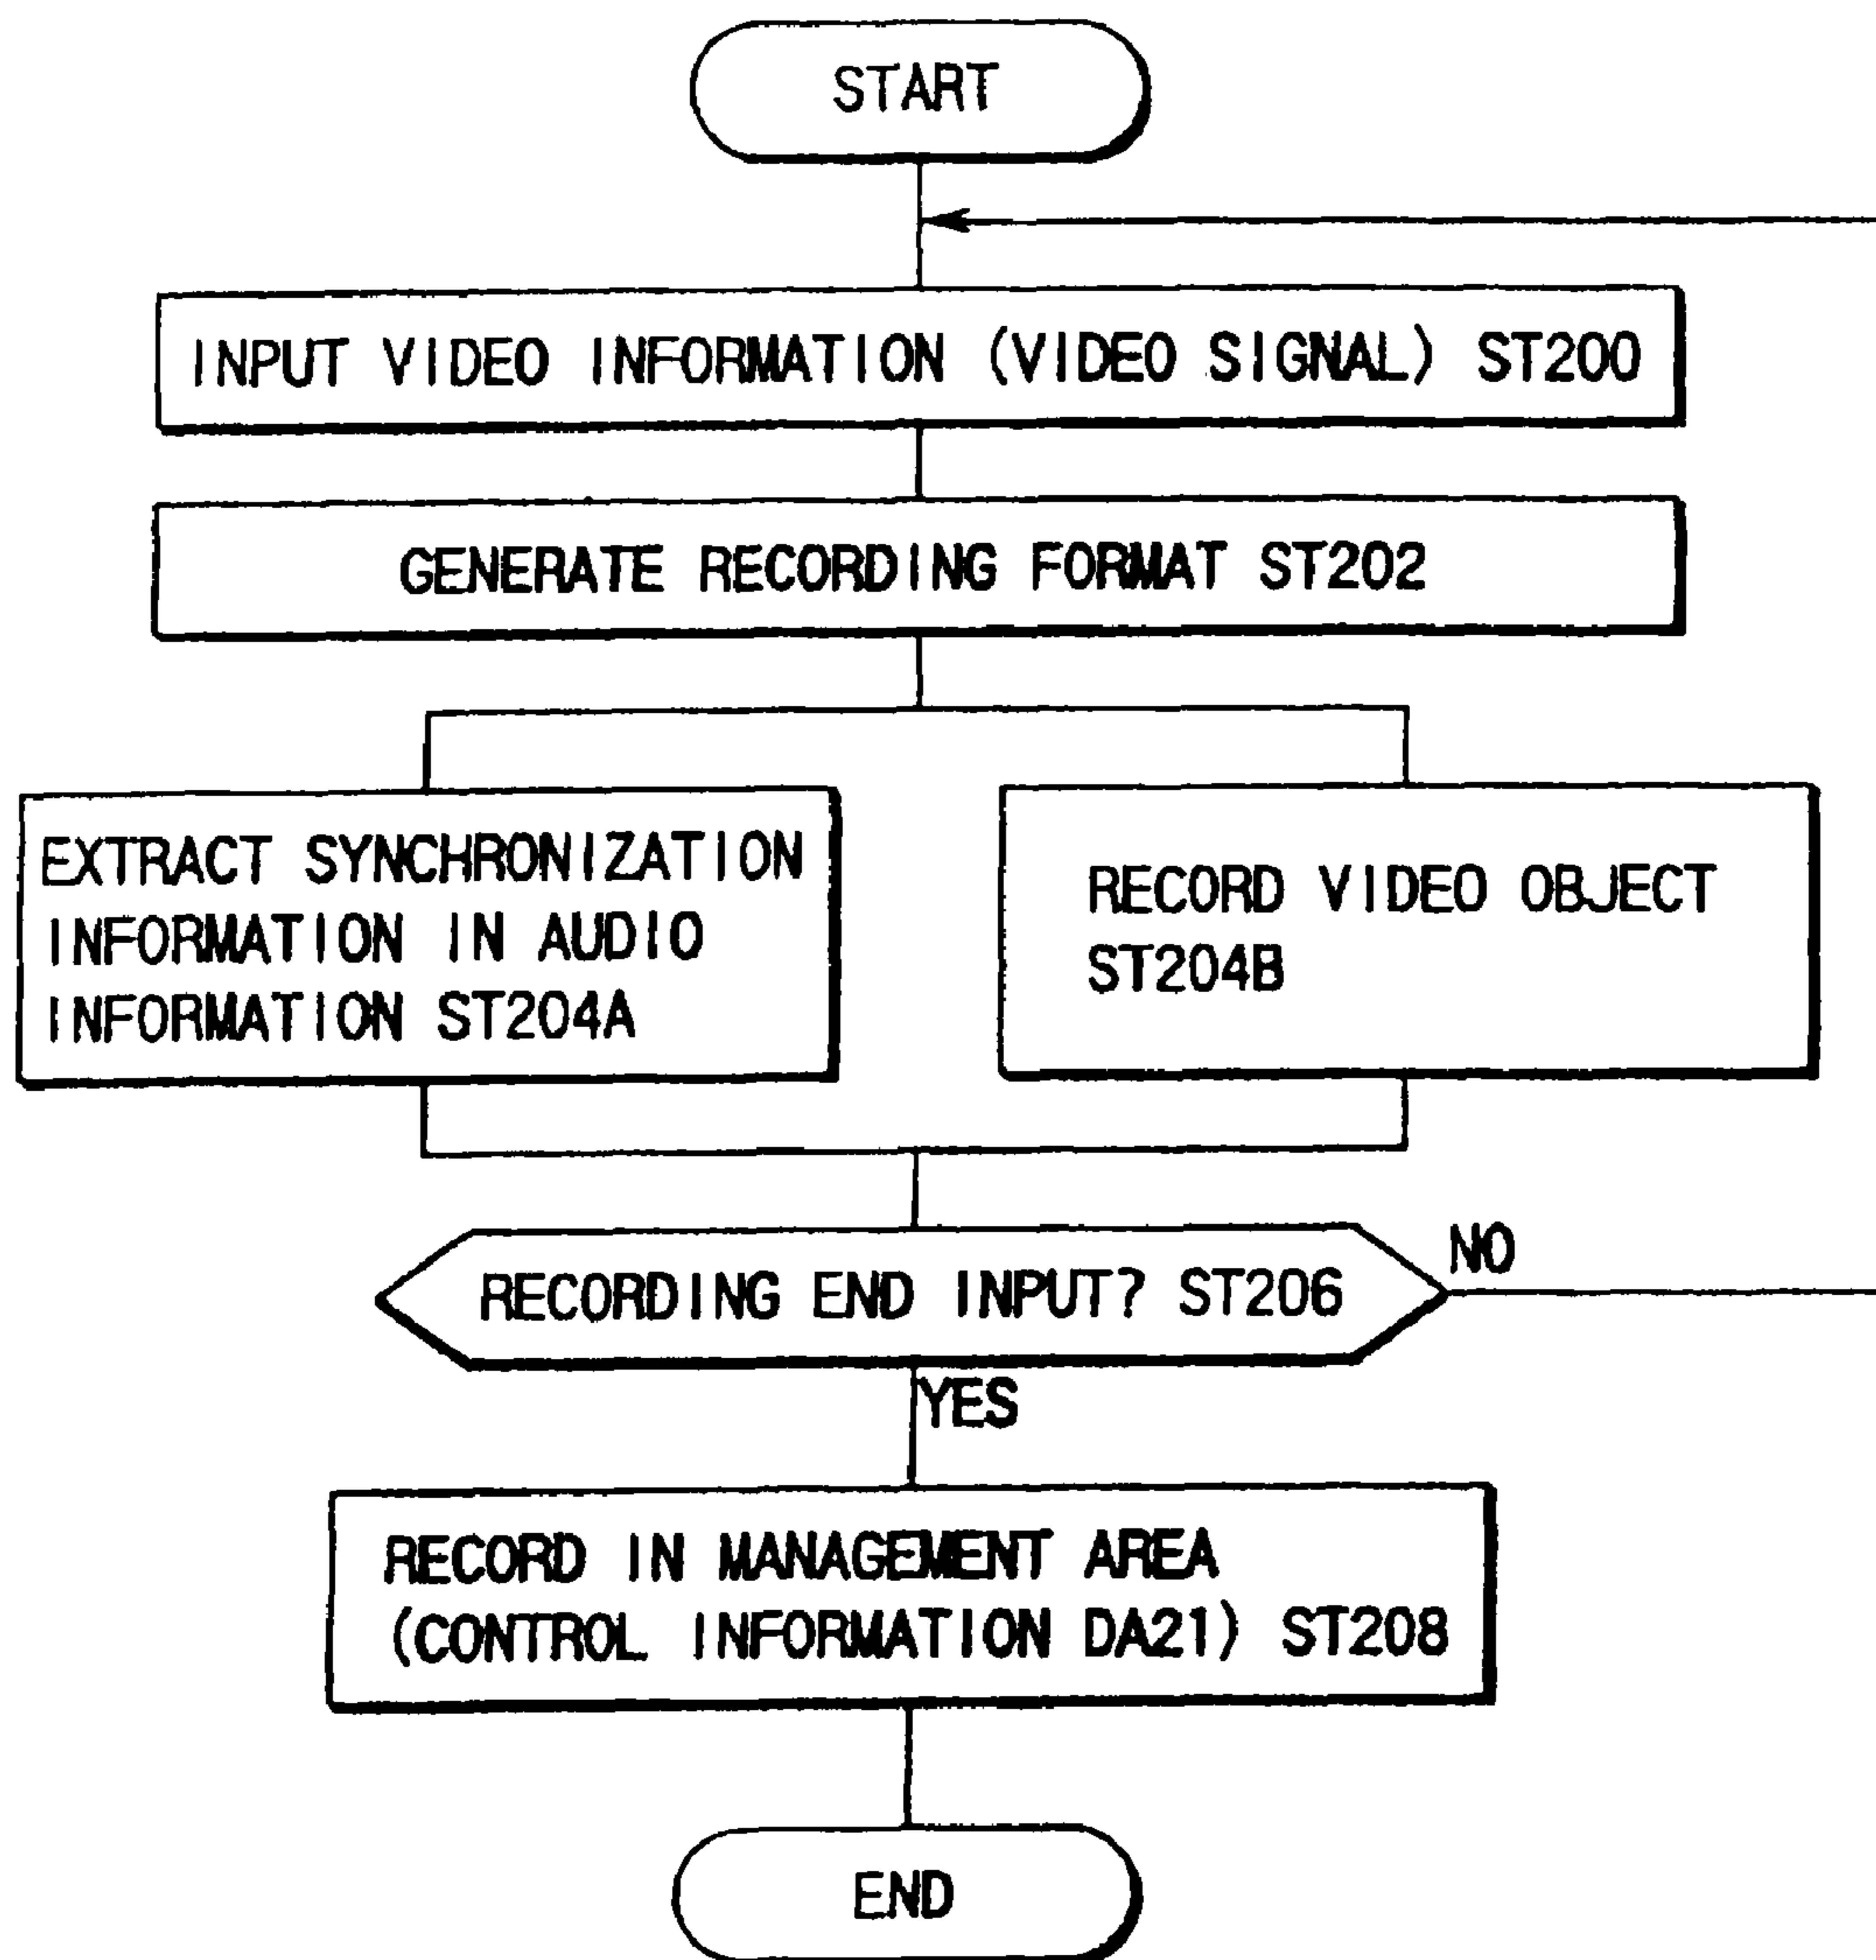 START
INPUT VIDEO INFORMATION (VIDEO SIGNAL) ST200
GENERATE RECORDING FORMAT ST202
EXTRACT SYNCHRONIZATION
INFORMATION IN AUDIO
INFORMATION ST204A
RECORD VIDEO OBJECT
ST204B
RECORDING END INPUT? ST206
NO
YES
RECORD IN MANAGEMENT AREA
(CONTROL INFORMATION DA21) ST208
END